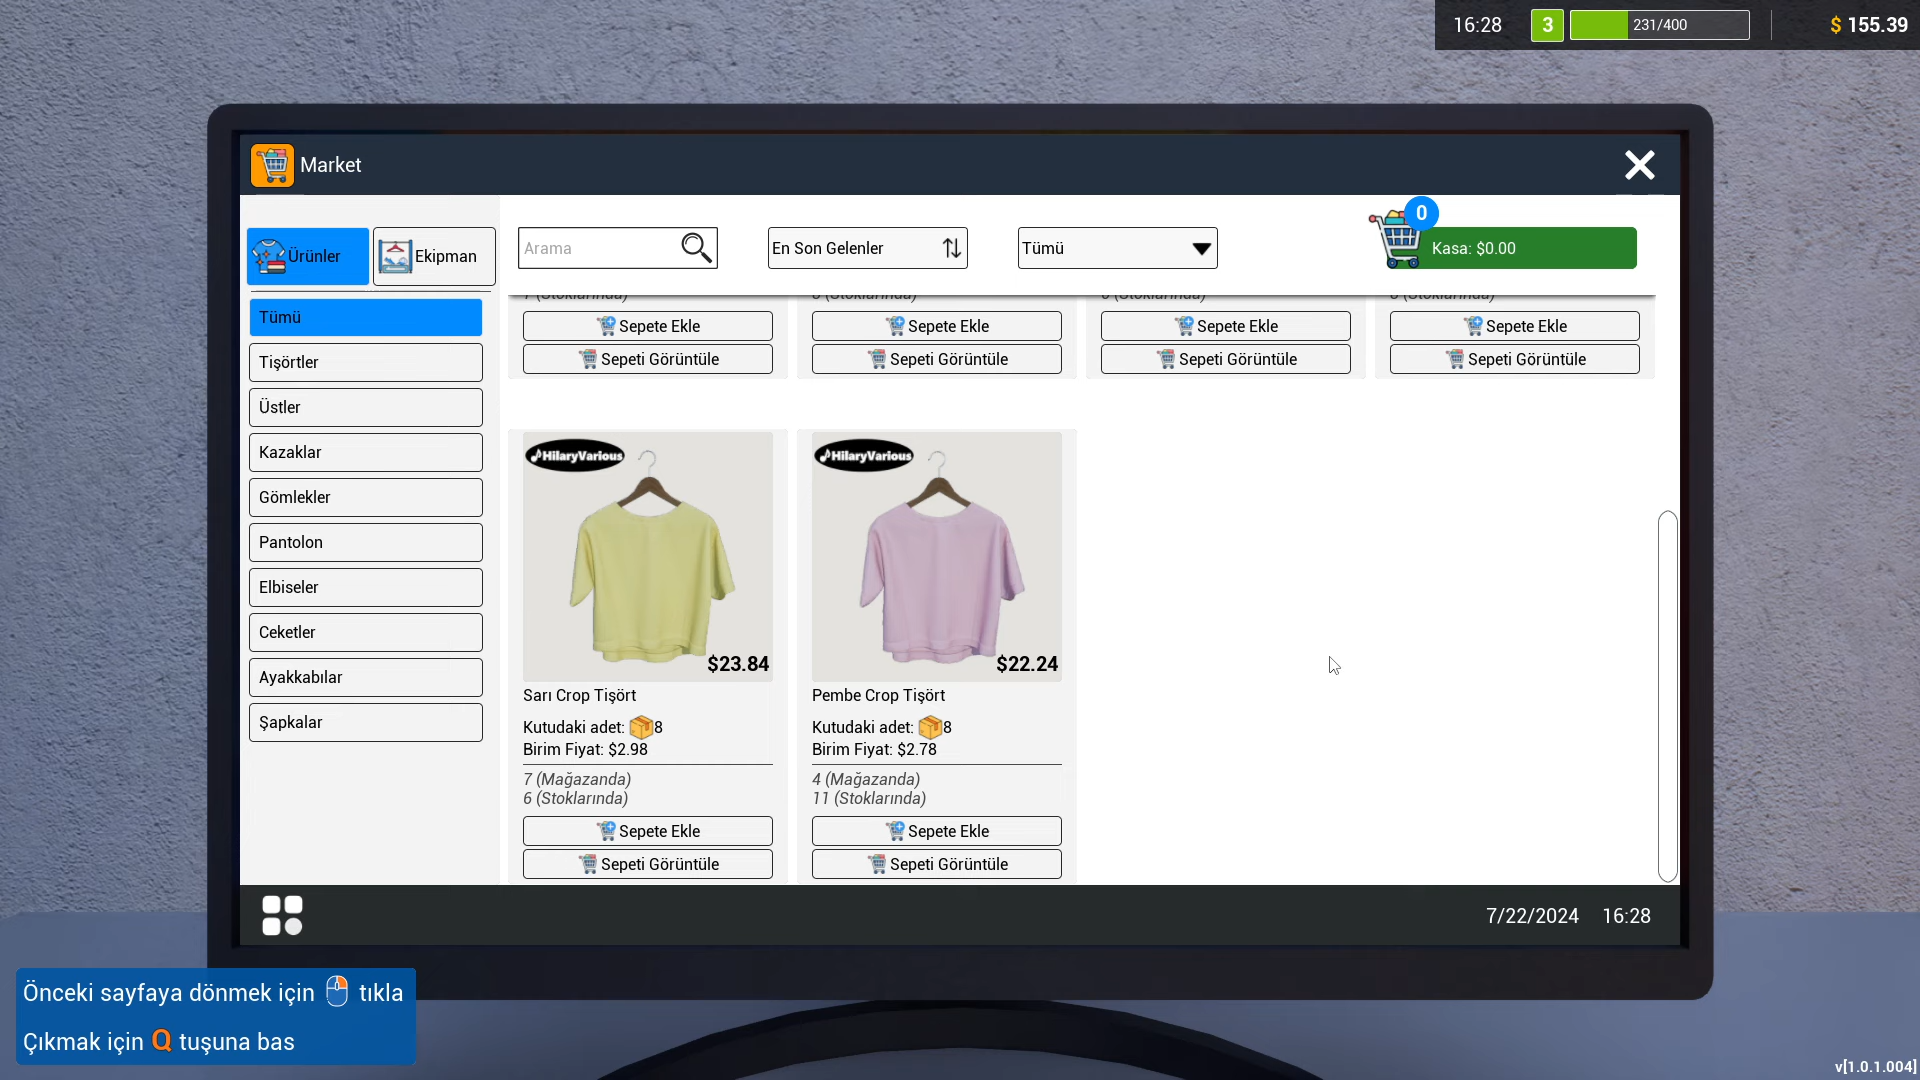 16:28 3 231/400 $ 155.39
Market
Ürünler Ekipman
Arama
En Son Gelenler
Tümü
0
Kasa: $0.00
Tümü
Tişörtler
Üstler
Kazaklar
Gömlekler
Pantolon
Elbiseler
Ceketler
Ayakkabılar
Şapkalar
(Stoklarında) (Stoklarında) (Stoklarında) (Stoklarında)
Sepete Ekle Sepete Ekle Sepete Ekle Sepete Ekle
Sepeti Görüntüle Sepeti Görüntüle Sepeti Görüntüle Sepeti Görüntüle
HilaryVarious
$23.84
Sarı Crop Tişört
Kutudaki adet: 8
Birim Fiyat: $2.98
7 (Mağazanda)
6 (Stoklarında)
Sepete Ekle
Sepeti Görüntüle
HilaryVarious
$22.24
Pembe Crop Tişört
Kutudaki adet: 8
Birim Fiyat: $2.78
4 (Mağazanda)
11 (Stoklarında)
Sepete Ekle
Sepeti Görüntüle
7/22/2024 16:28
Önceki sayfaya dönmek için tıkla
Çıkmak için Q tuşuna bas
v[1.0.1.004]